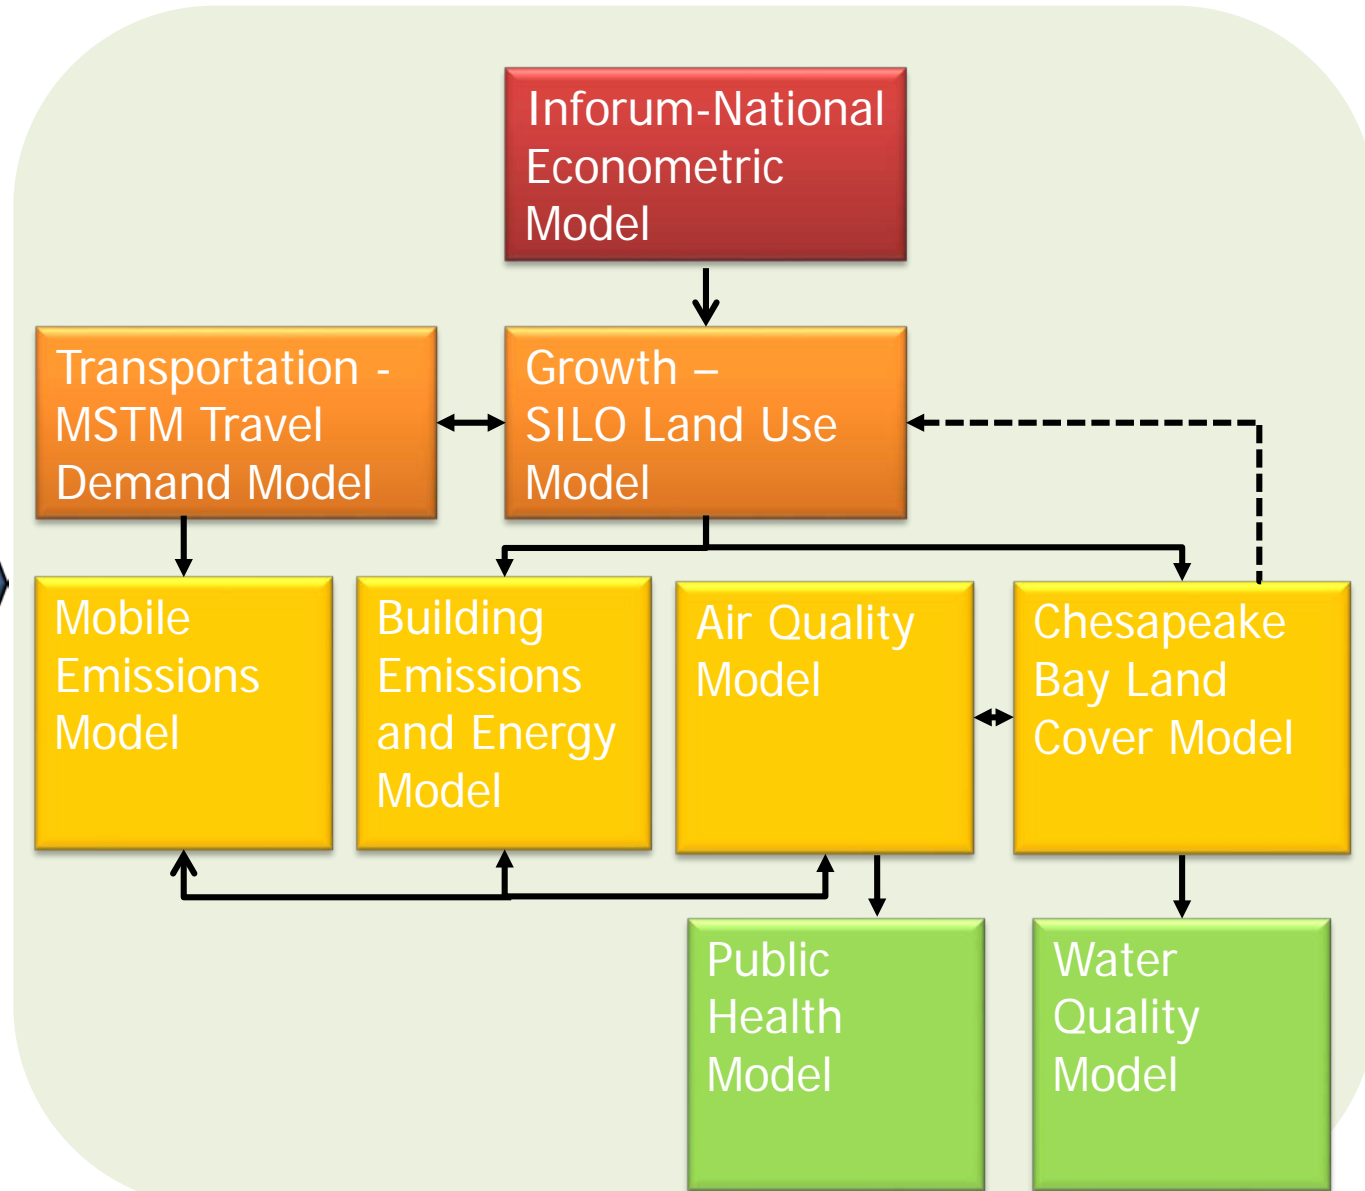 Inforum-National
Econometric
Model
Transportation -
MSTM Travel
Demand Model
Growth –
SILO Land Use
Model
Mobile
Emissions
Model
Building
Emissions
and Energy
Model
Air Quality
Model
Chesapeake
Bay Land
Cover Model
Public
Health
Model
Water
Quality
Model